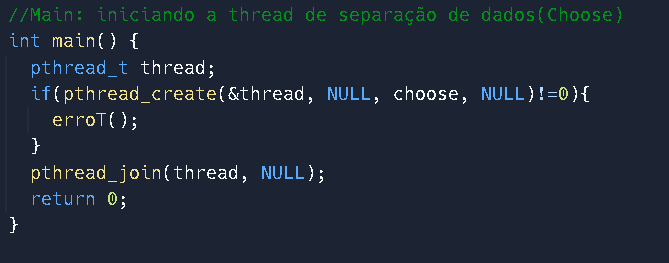 //Main: iniciando a thread de separação de dados(Choose)
int main() {
  pthread_t thread;
  if(pthread_create(&thread, NULL, choose, NULL)!=0){
    erroT();
  }
  pthread_join(thread, NULL);
  return 0;
}